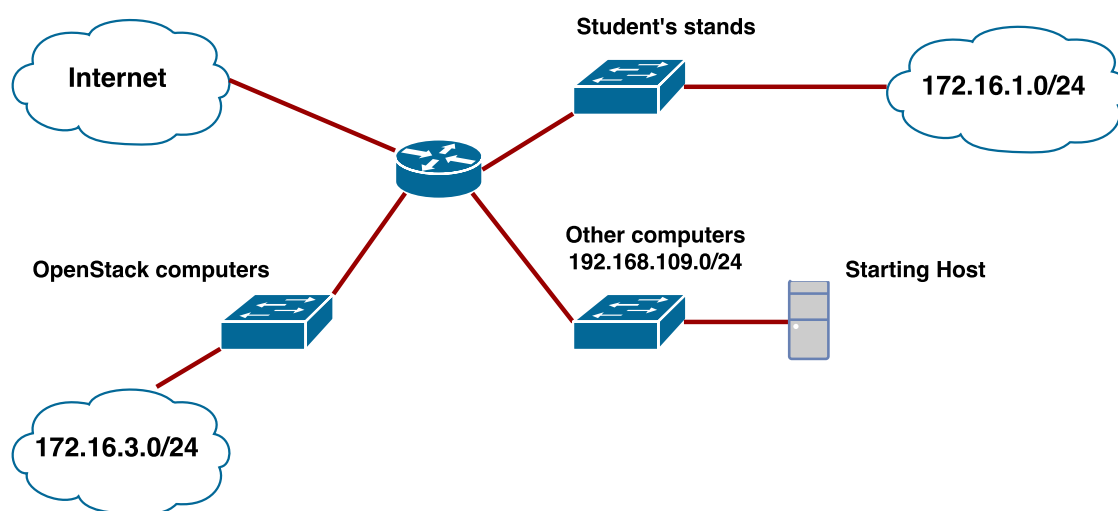 Internet
Student's stands
172.16.1.0/24
Other computers
192.168.109.0/24
Starting Host
OpenStack computers
172.16.3.0/24